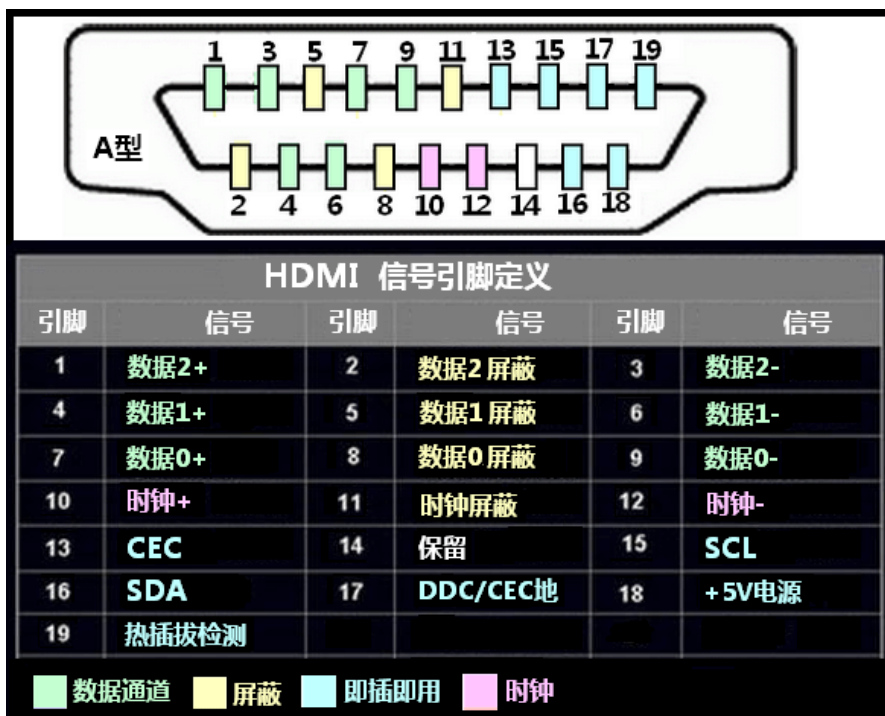 1 3 5 7 9 11 13 15 17 19
A型
2 4 6 8 10 12 14 16 18
HDMI 信号引脚定义
引脚 信号 引脚 信号 引脚 信号
1 数据2+ 2 数据2屏蔽 3 数据2-
4 数据1+ 5 数据1屏蔽 6 数据1-
7 数据0+ 8 数据0屏蔽 9 数据0-
10 时钟+ 11 时钟屏蔽 12 时钟-
13 CEC 14 保留 15 SCL
16 SDA 17 DDC/CEC地 18 +5V电源
19 热插拔检测
数据通道 屏蔽 即插即用 时钟